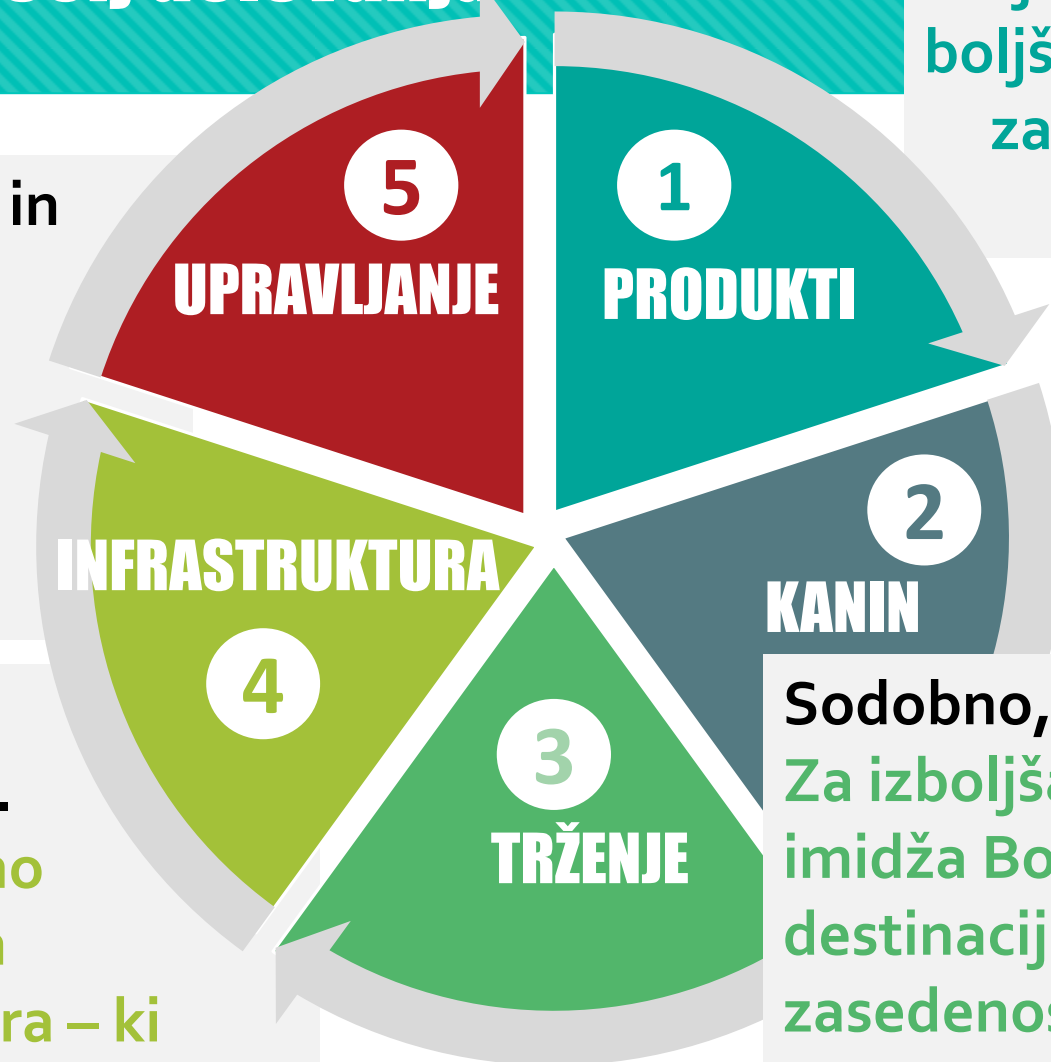 boljš
za
in
5
UPRAVLJANJE
1
PRODUKTI
2
KANIN
INFRASTRUKTURA
4
3
TRŽENJE
Sodobno,
Za izboljša
imidža Bo
destinacij
zasedenos
no
ra – ki